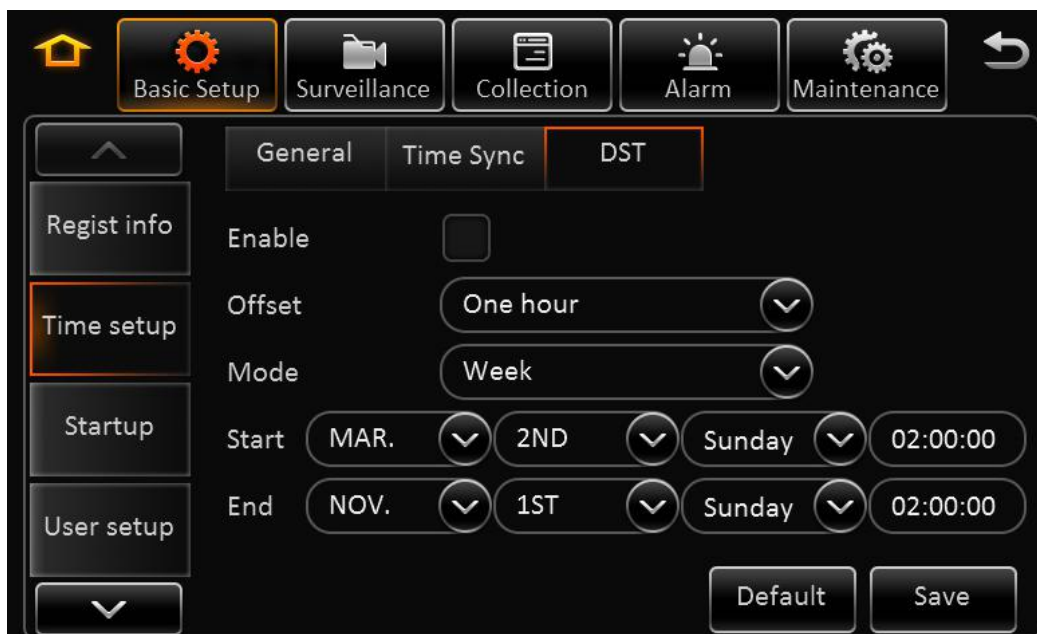 Basic Setup Surveillance Collection Alarm Maintenance
General Time Sync DST
Regist info
Enable
Offset One hour
Time setup
Mode Week
Startup
Start MAR. 2ND Sunday 02:00:00
End NOV. 1ST Sunday 02:00:00
User setup
Default Save